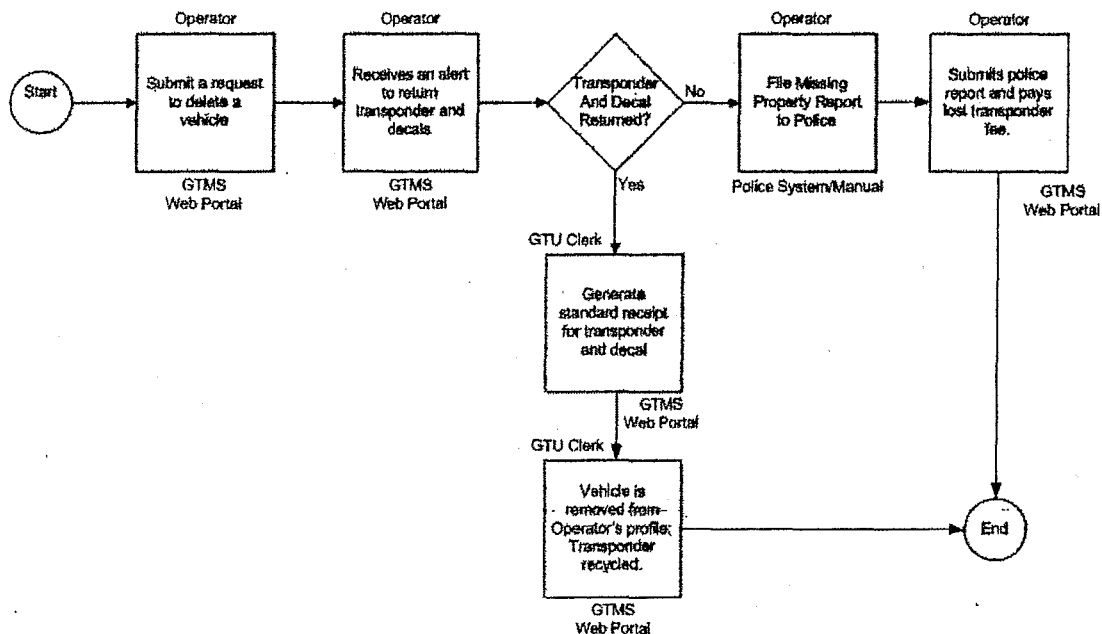 Operator
Operator
Operator
Operator
Start
Submit a request
to delete a
vehicle
GTMS
Web Portal
Receives an alert
to return
transponder and
decals
GTMS
Web Portal
Transponder
And Decal
Returned?
No
Yes
File Missing
Property Report
to Police
Police System/Manual
Submits police
report and pays
lost transponder
fee.
GTMS
Web Portal
GTU Clerk
Generate
standard receipt
for transponder
and decal
GTMS
Web Portal
GTU Clerk
Vehicle is
removed from
Operator's profile;
Transponder
recycled.
GTMS
Web Portal
End